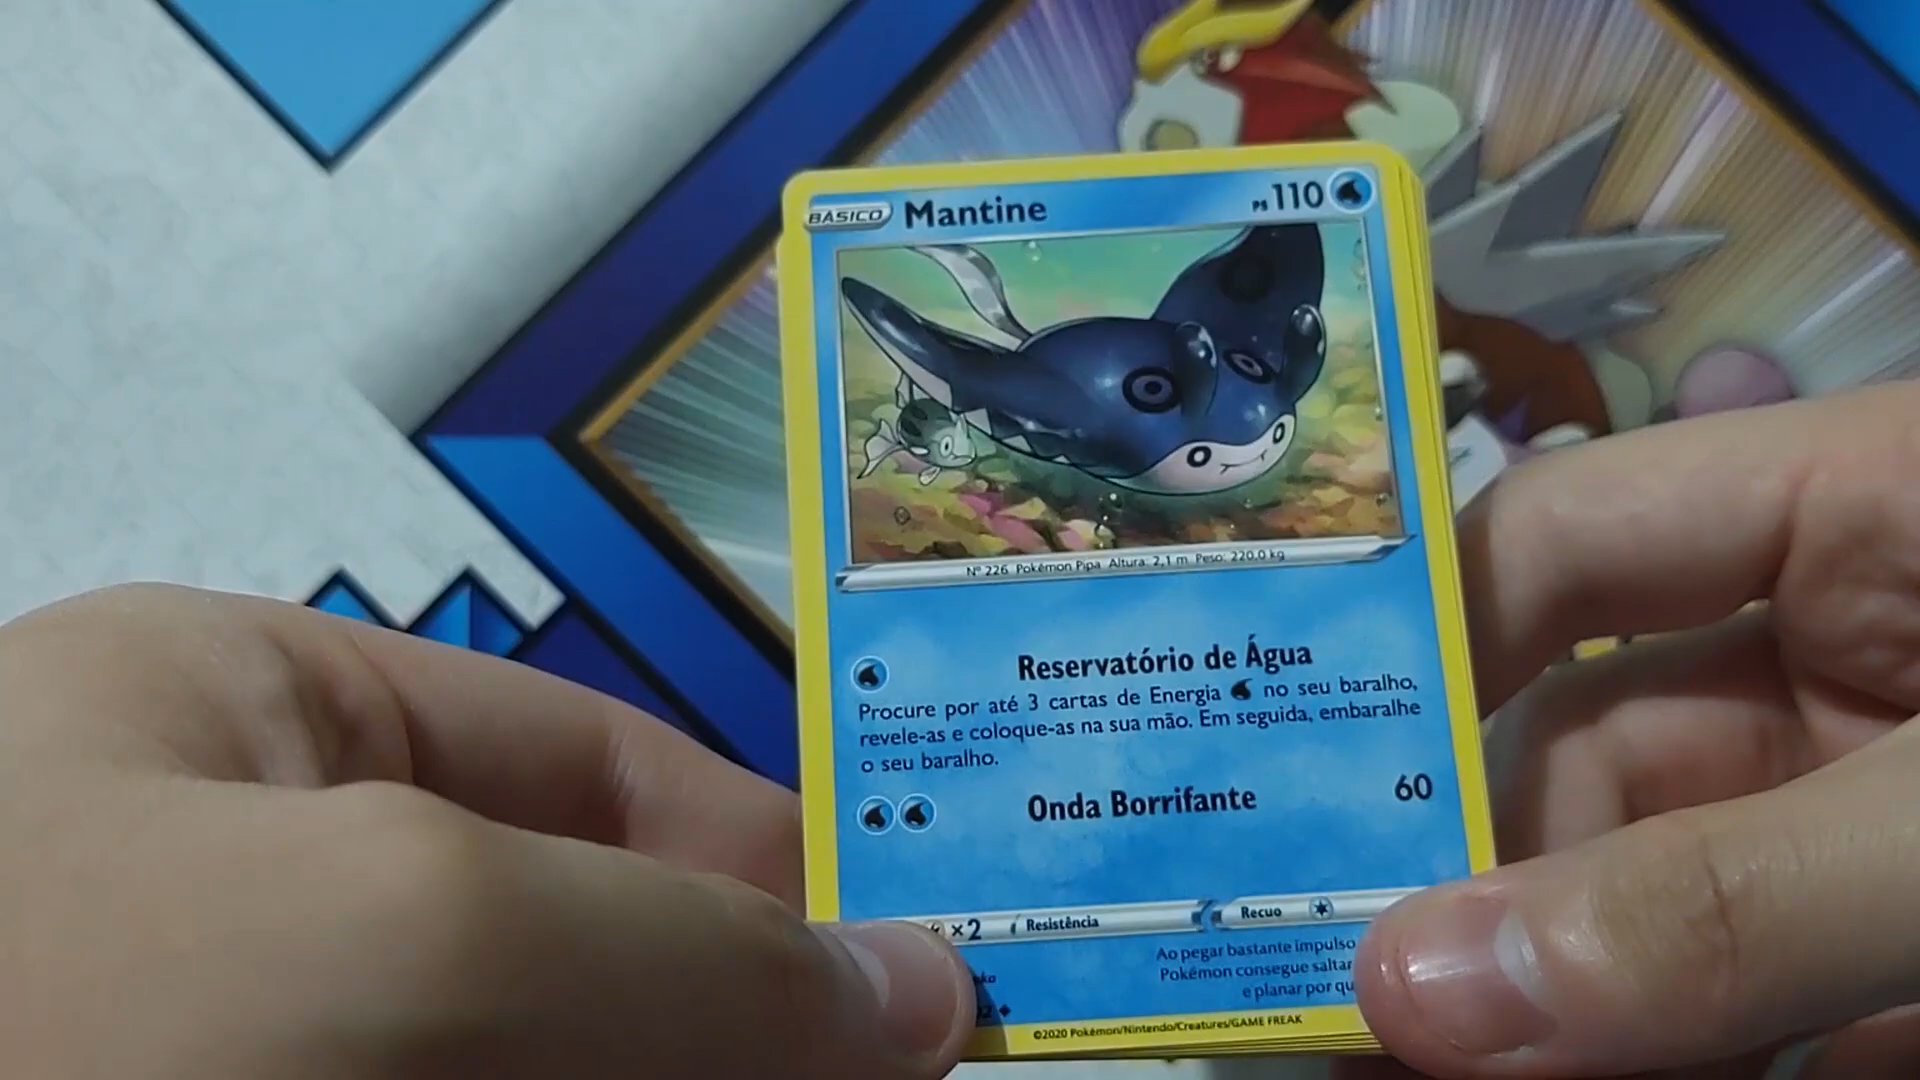 BÁSICO Mantine PS 110
Nº 226 Pokémon Pipa Altura: 2,1 m Peso: 220.0 kg
Reservatório de Água
Procure por até 3 cartas de Energia no seu baralho,
revele-as e coloque-as na sua mão. Em seguida, embaralhe
o seu baralho.
Onda Borrifante 60
×2 Resistência Recuo
Ao pegar bastante impulso
Pokémon consegue saltar
e planar por
©2020 Pokémon/Nintendo/Creatures/GAME FREAK